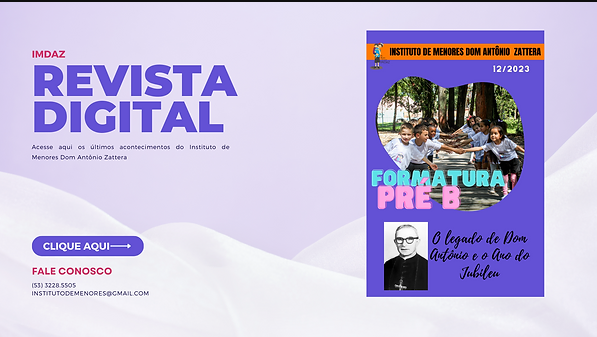 IMDAZ
REVISTA
DIGITAL
Acesse aqui os últimos acontecimentos do Instituto de
Menores Dom Antônio Zattera
CLIQUE AQUI
FALE CONOSCO
(53) 3228.5505
INSTITUTODEMENORES@GMAIL.COM
INSTITUTO DE MENORES DOM ANTÔNIO ZATTERA
12/2023
FORMATURA
PRÉ B
O legado de Dom
Antônio e o Ano do
Jubileu